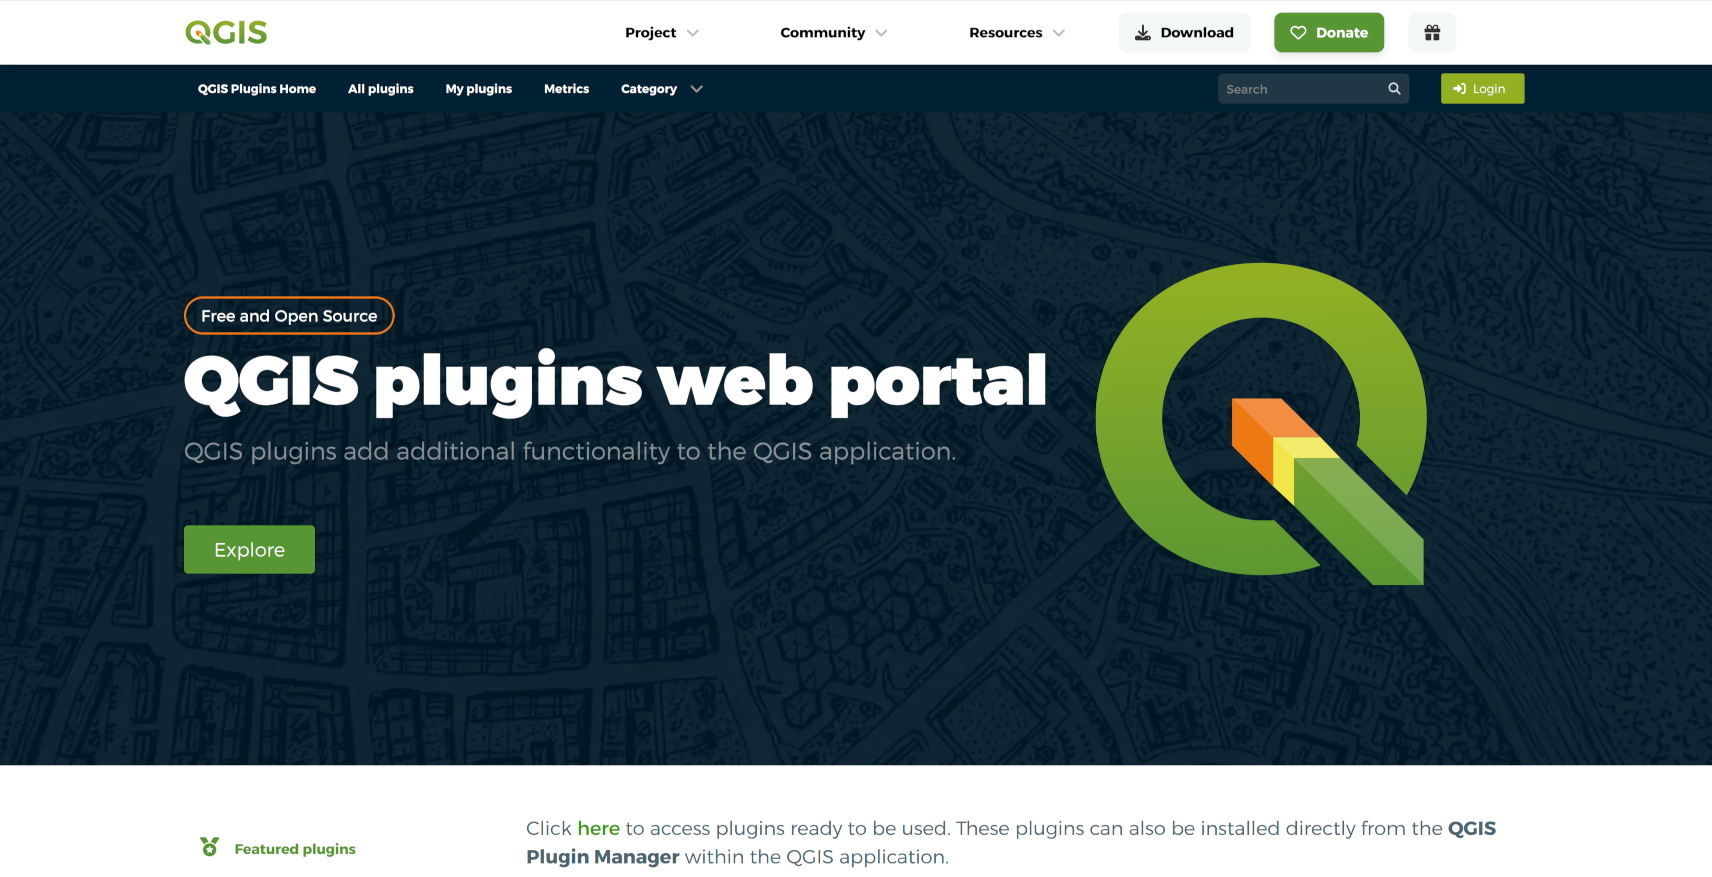 QGIS
Project
Community
Resources
Download
Donate
QGIS Plugins Home
All plugins
My plugins
Metrics
Category
Search
Login
Free and Open Source
QGIS plugins web portal
QGIS plugins add additional functionality to the QGIS application.
Explore
Featured plugins
Click here to access plugins ready to be used. These plugins can also be installed directly from the QGIS
Plugin Manager within the QGIS application.